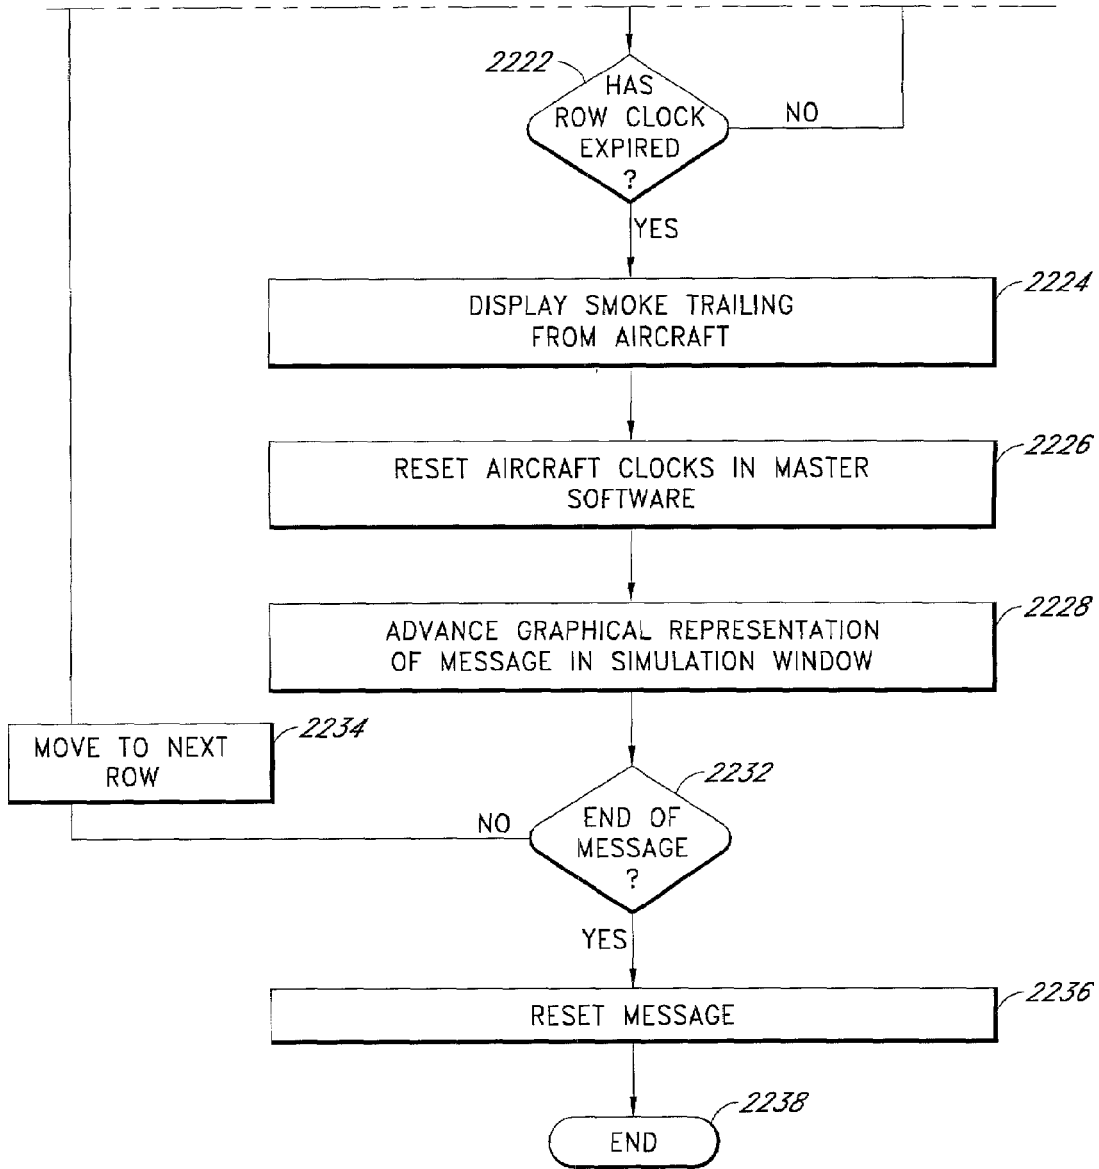 2222
HAS
ROW CLOCK
EXPIRED
?
NO
YES
2224
DISPLAY SMOKE TRAILING
FROM AIRCRAFT
2226
RESET AIRCRAFT CLOCKS IN MASTER
SOFTWARE
2228
ADVANCE GRAPHICAL REPRESENTATION
OF MESSAGE IN SIMULATION WINDOW
2234
MOVE TO NEXT
ROW
2232
END OF
MESSAGE
?
NO
YES
2236
RESET MESSAGE
2238
END